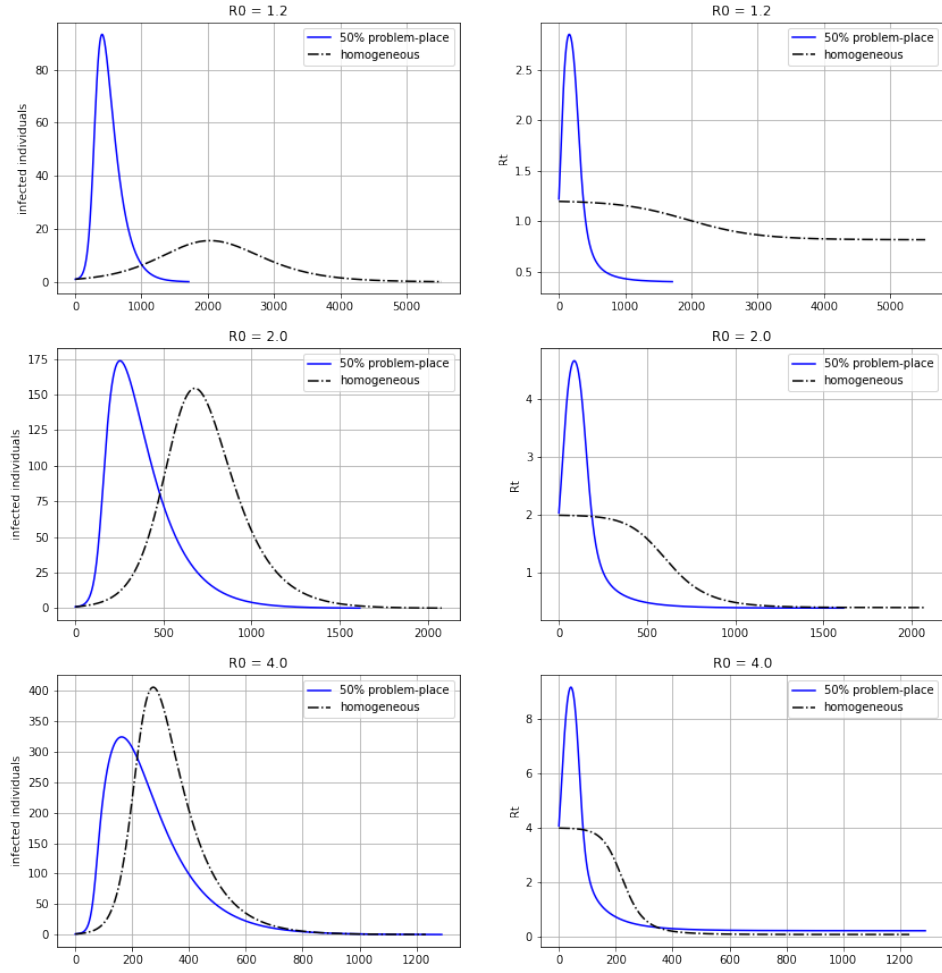 R0 = 1.2
infected individuals
80
60
40
20
0
0 1000 2000 3000 4000 5000
50% problem-place
homogeneous
R0 = 1.2
Rt
2.5
2.0
1.5
1.0
0.5
0 1000 2000 3000 4000 5000
50% problem-place
homogeneous
R0 = 2.0
infected individuals
175
150
125
100
75
50
25
0
0 500 1000 1500 2000
50% problem-place
homogeneous
R0 = 2.0
Rt
4
3
2
1
0 500 1000 1500 2000
50% problem-place
homogeneous
R0 = 4.0
infected individuals
400
350
300
250
200
150
100
50
0
0 200 400 600 800 1000 1200
50% problem-place
homogeneous
R0 = 4.0
Rt
8
6
4
2
0
0 200 400 600 800 1000 1200
50% problem-place
homogeneous